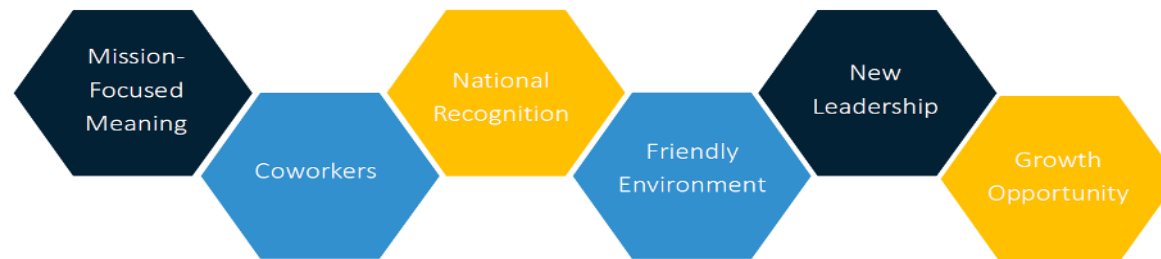 Mission-
Focused
Meaning
Coworkers
National
Recognition
Friendly
Environment
New
Leadership
Growth
Opportunity